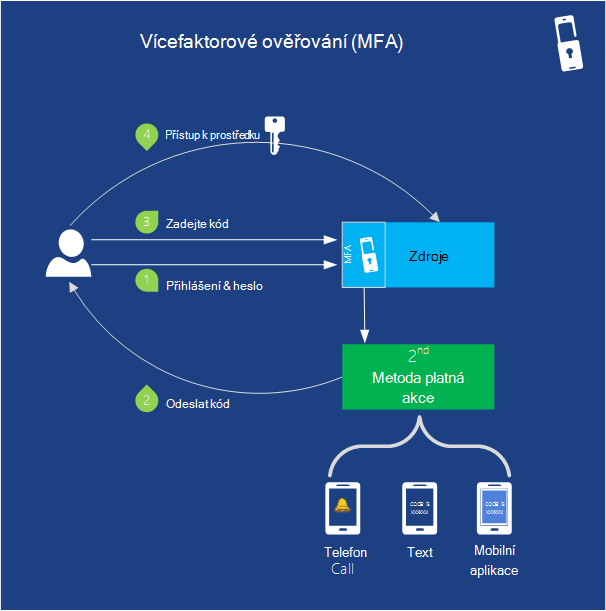 Vícefaktorové ověřování (MFA)
4 Přístup k prostředku
3 Zadejte kód
MFA
Zdroje
1 Přihlášení & heslo
2nd
Metoda platná
akce
2 Odeslat kód
code is
xxxxxx
code is
xxxxxx
Telefon
Call
Text
Mobilní
aplikace